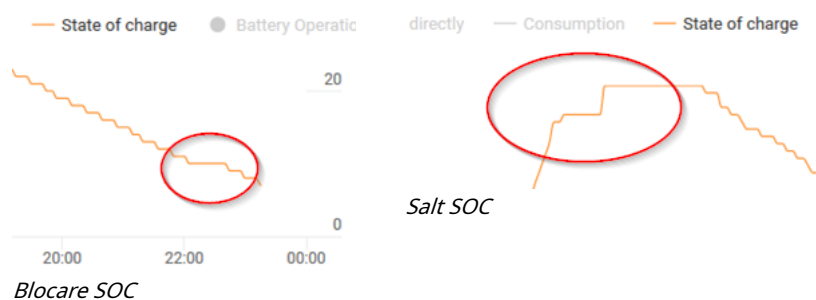 State of charge Battery Operatio
20
0
20:00 22:00 00:00
Blocare SOC
directly Consumption State of charge
Salt SOC